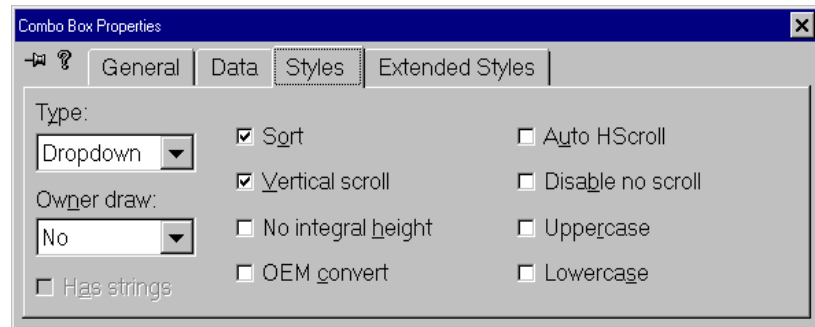 Combo Box Properties
General Data Styles Extended Styles
Type:
Dropdown
Owner draw:
No
Has strings
Sort
Vertical scroll
No integral height
OEM convert
Auto HScroll
Disable no scroll
Uppercase
Lowercase